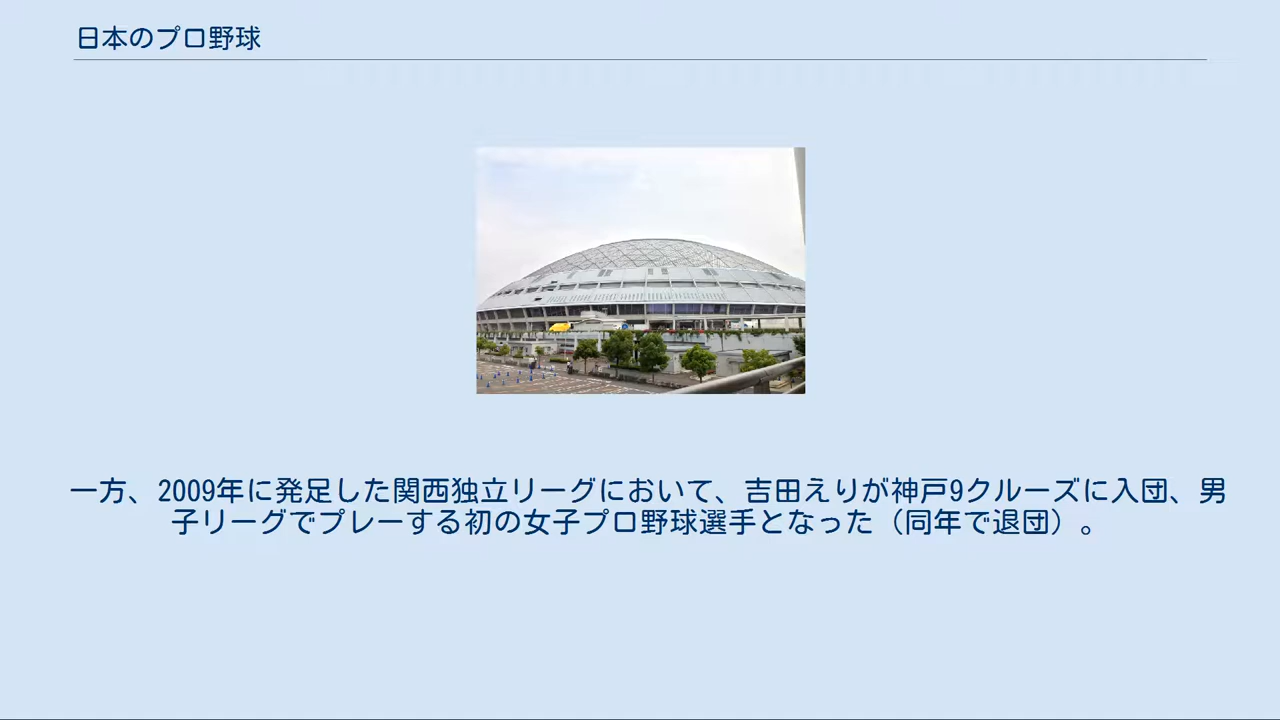 日本のプロ野球
一方、2009年に発足した関西独立リーグにおいて、吉田えりが神戸9クルーズに入団、男
子リーグでプレーする初の女子プロ野球選手となった（同年で退団）。